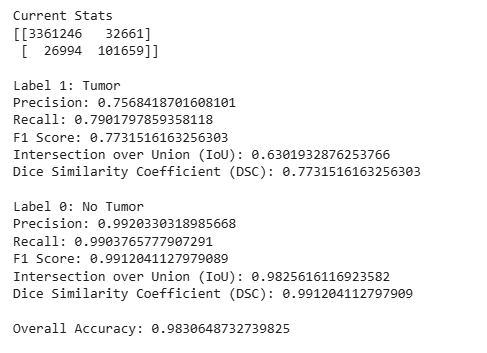 Current Stats
[[3361246   32661]
 [  26994  101659]]
Label 1: Tumor
Precision: 0.7568418701608101
Recall: 0.7901797859358118
F1 Score: 0.7731516163256303
Intersection over Union (IoU): 0.6301932876253766
Dice Similarity Coefficient (DSC): 0.7731516163256303
Label 0: No Tumor
Precision: 0.9920330318985668
Recall: 0.9903765777907291
F1 Score: 0.9912041127979089
Intersection over Union (IoU): 0.9825616116923582
Dice Similarity Coefficient (DSC): 0.991204112797909
Overall Accuracy: 0.9830648732739825